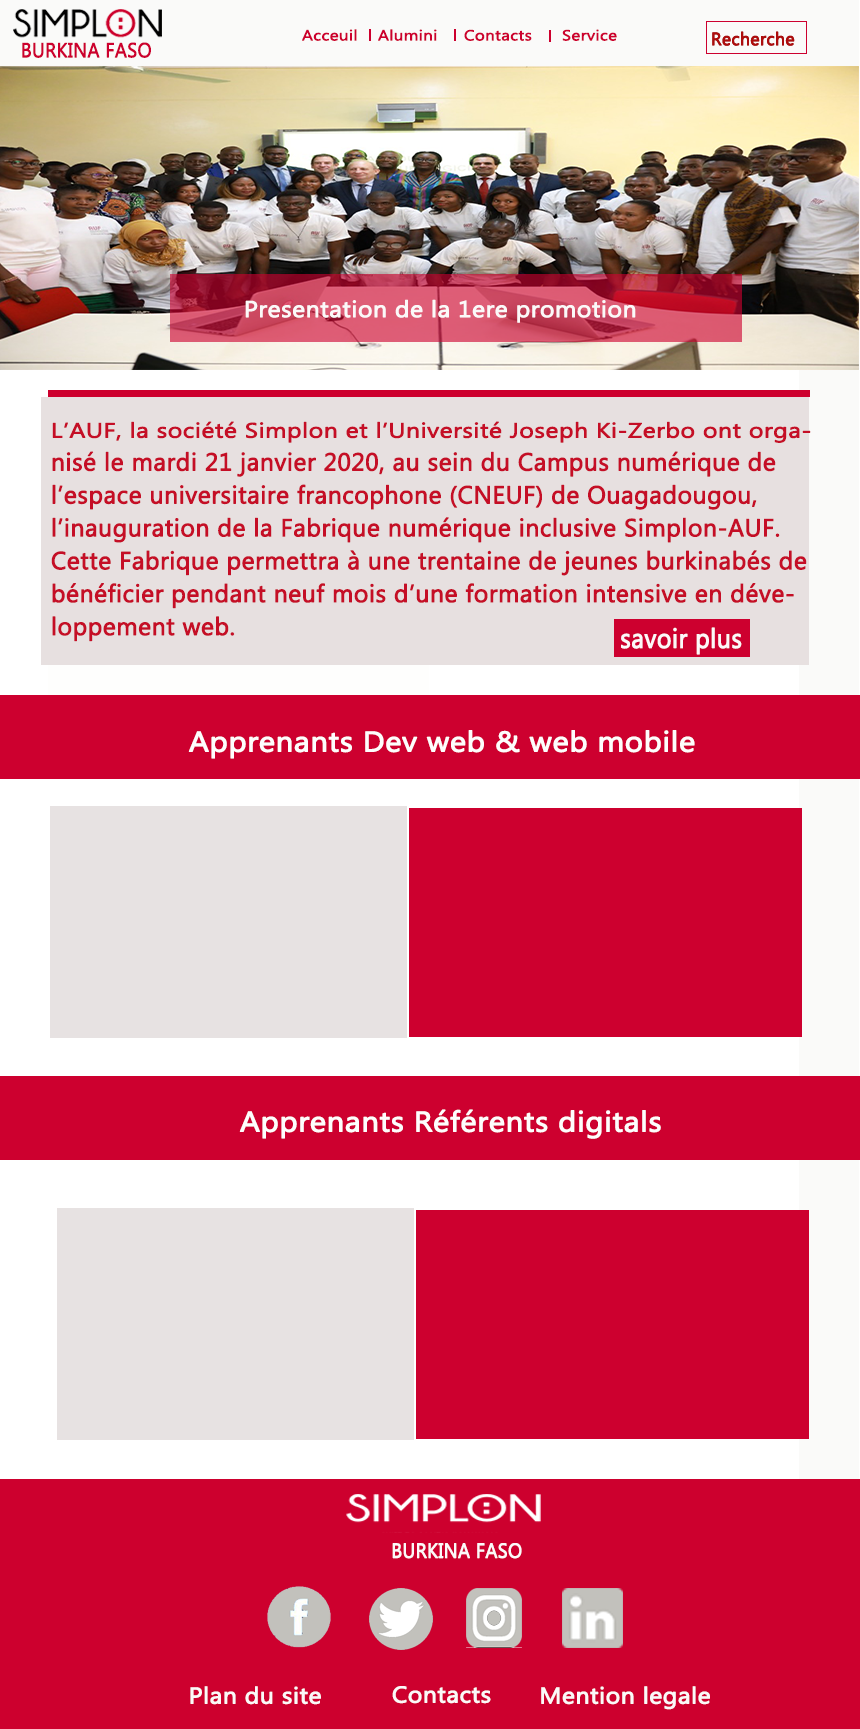 SIMPLON
BURKINA FASO
Acceuil | Alumini | Contacts | Service
Recherche
Presentation de la 1ere promotion
L'AUF, la société Simplon et l'Université Joseph Ki-Zerbo ont orga-
nisé le mardi 21 janvier 2020, au sein du Campus numérique de
l'espace universitaire francophone (CNEUF) de Ouagadougou,
l'inauguration de la Fabrique numérique inclusive Simplon-AUF.
Cette Fabrique permettra à une trentaine de jeunes burkinabés de
bénéficier pendant neuf mois d'une formation intensive en déve-
loppement web.
savoir plus
Apprenants Dev web & web mobile
Apprenants Référents digitals
SIMPLON
BURKINA FASO
f
in
Plan du site
Contacts
Mention legale